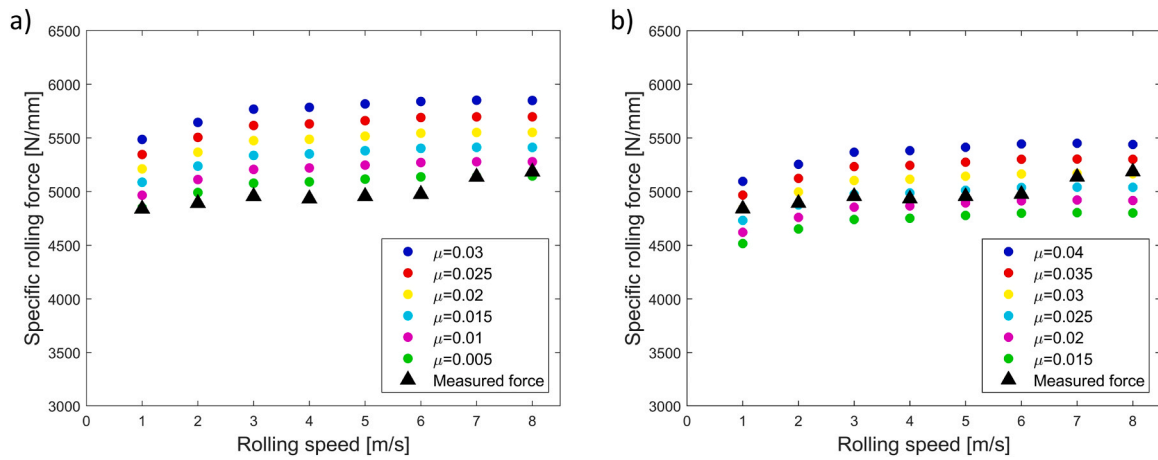 a)
Specific rolling force [N/mm]
6500
6000
5500
5000
4500
4000
3500
3000
0 1 2 3 4 5 6 7 8
Rolling speed [m/s]
μ=0.03
μ=0.025
μ=0.02
μ=0.015
μ=0.01
μ=0.005
Measured force
b)
Specific rolling force [N/mm]
6500
6000
5500
5000
4500
4000
3500
3000
0 1 2 3 4 5 6 7 8
Rolling speed [m/s]
μ=0.04
μ=0.035
μ=0.03
μ=0.025
μ=0.02
μ=0.015
Measured force